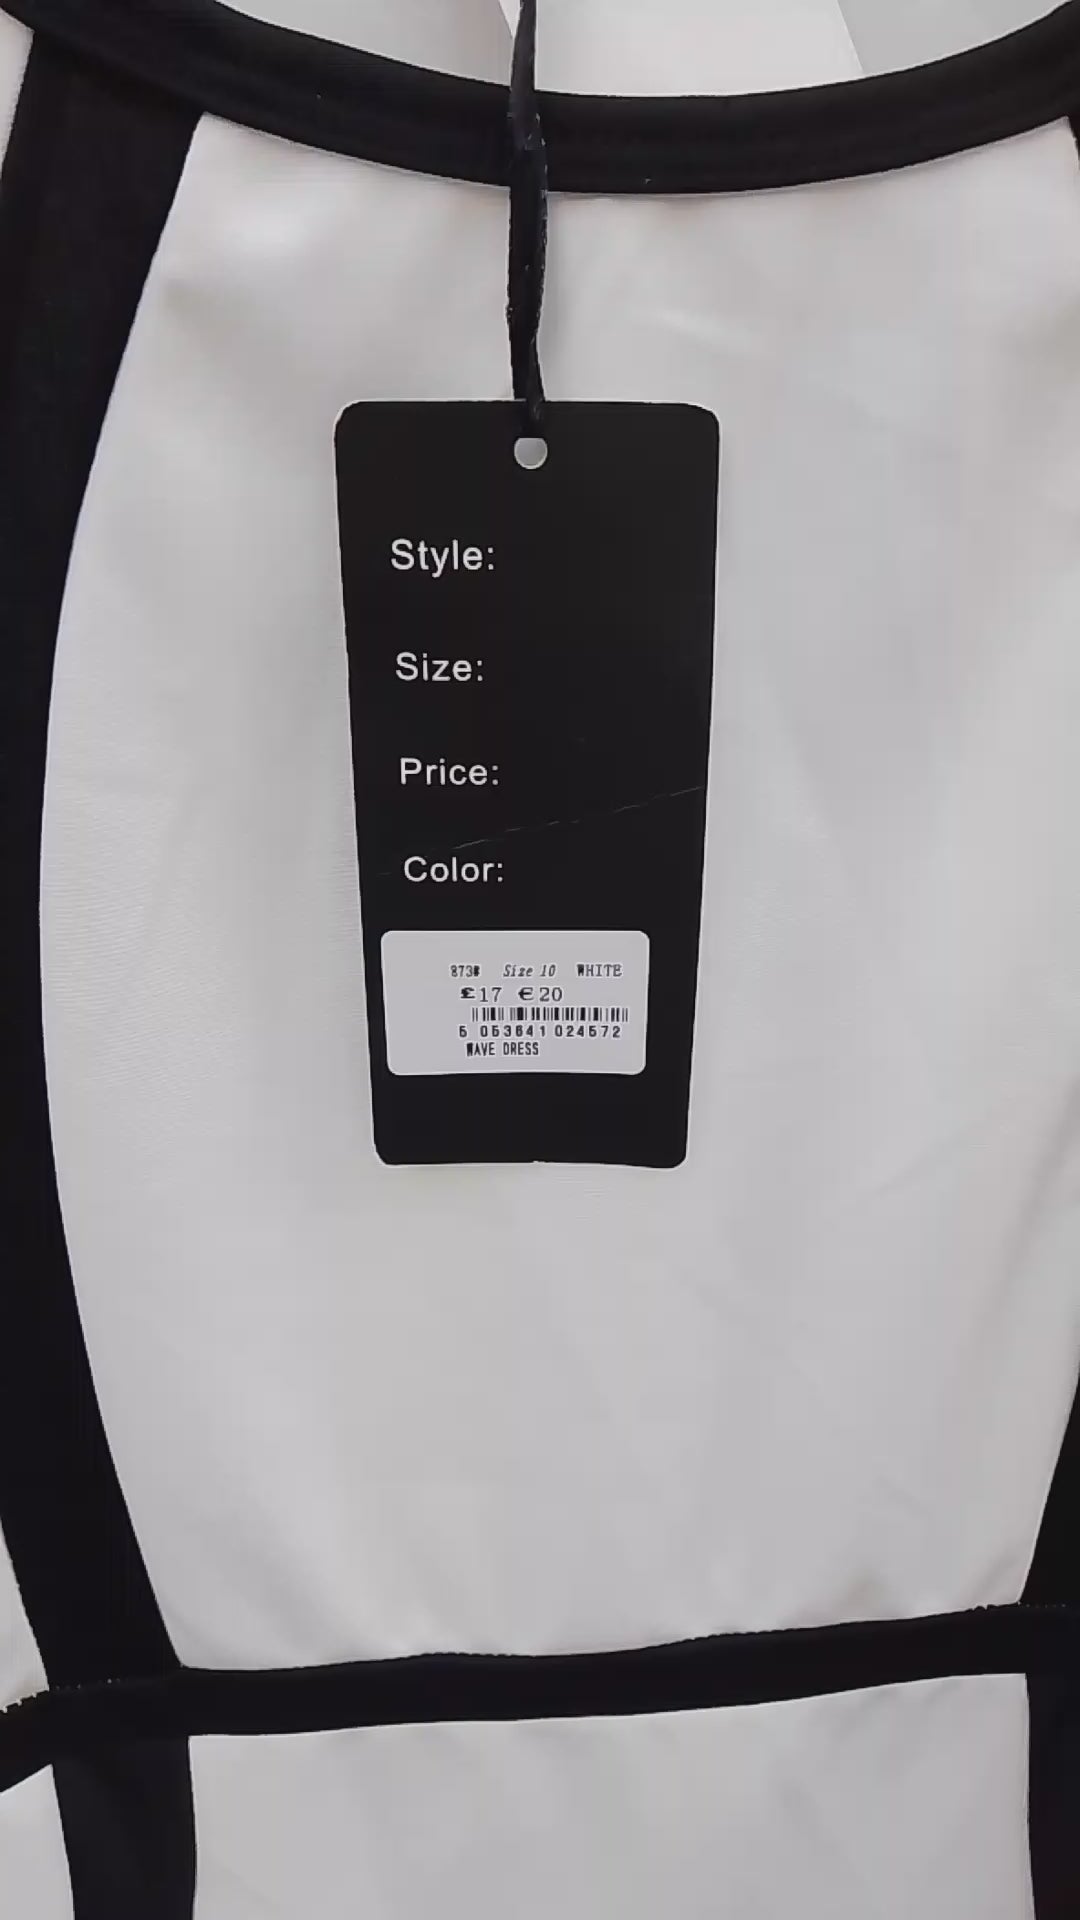 Style:
Size:
Price:
Color:
873# Size 10 WHITE
£17 €20
5 053641 024572
WAVE DRESS